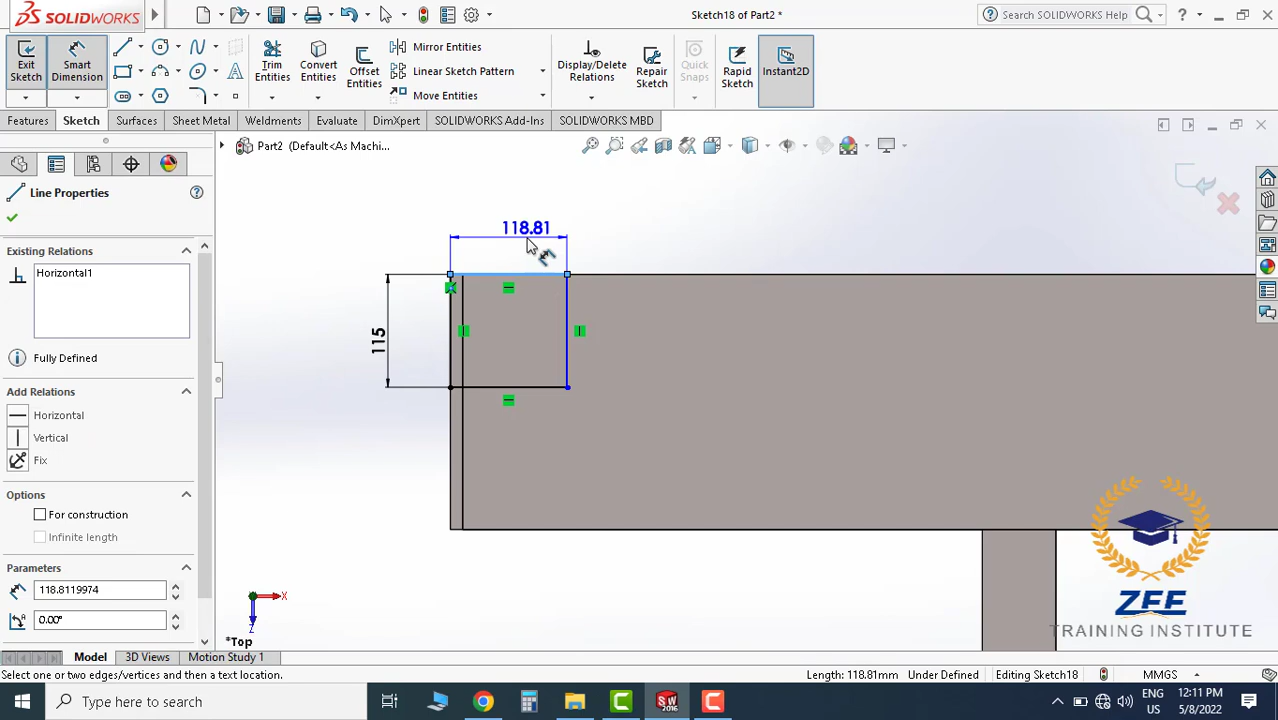 SOLIDWORKS
Sketch18 of Part2 *
Search SOLIDWORKS Help
Exit Sketch
Smart Dimension
Trim Entities
Convert Entities
Offset Entities
Mirror Entities
Linear Sketch Pattern
Move Entities
Display/Delete Relations
Repair Sketch
Quick Snaps
Rapid Sketch
Instant2D
Features
Sketch
Surfaces
Sheet Metal
Weldments
Evaluate
DimXpert
SOLIDWORKS Add-Ins
SOLIDWORKS MBD
Part2 (Default<As Machi...
Line Properties
Existing Relations
Horizontal1
Fully Defined
Add Relations
Horizontal
Vertical
Fix
Options
For construction
Infinite length
Parameters
118.8119974
0.00°
118.81
115
X
Z
*Top
ZFF
TRAINING INSTITUTE
Model
3D Views
Motion Study 1
Select one or two edges/vertices and then a text location.
Length: 118.81mm
Under Defined
Editing Sketch18
MMGS
Type here to search
SW
2016
ENG
US
12:11 PM
5/8/2022